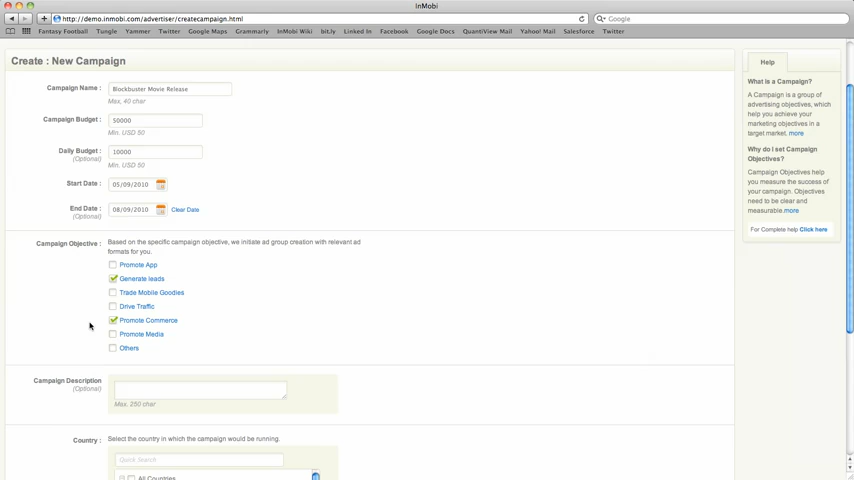 InMobi
http://demo.inmobi.com/advertiser/createcampaign.html
Google
Fantasy Football Tungle Yammer Twitter Google Maps Grammarly InMobi Wiki bit.ly Linked In Facebook Google Docs QuantiView Mail Yahoo! Mail Salesforce Twitter
Create : New Campaign
Campaign Name : Blockbuster Movie Release
Max. 40 char
Campaign Budget : 50000
Min. USD 50
Daily Budget : 10000
(Optional)
Min. USD 50
Start Date : 05/09/2010
End Date : 08/09/2010 Clear Date
(Optional)
Campaign Objective : Based on the specific campaign objective, we initiate ad group creation with relevant ad
formats for you.
Promote App
Generate leads
Trade Mobile Goodies
Drive Traffic
Promote Commerce
Promote Media
Others
Campaign Description
(Optional)
Max. 250 char
Country : Select the country in which the campaign would be running.
Quick Search
All Countries
Help
What is a Campaign?
A Campaign is a group of
advertising objectives, which
help you achieve your
marketing objectives in a
target market. more
Why do I set Campaign
Objectives?
Campaign Objectives help
you measure the success of
your campaign. Objectives
need to be clear and
measurable.more
For Complete help Click here